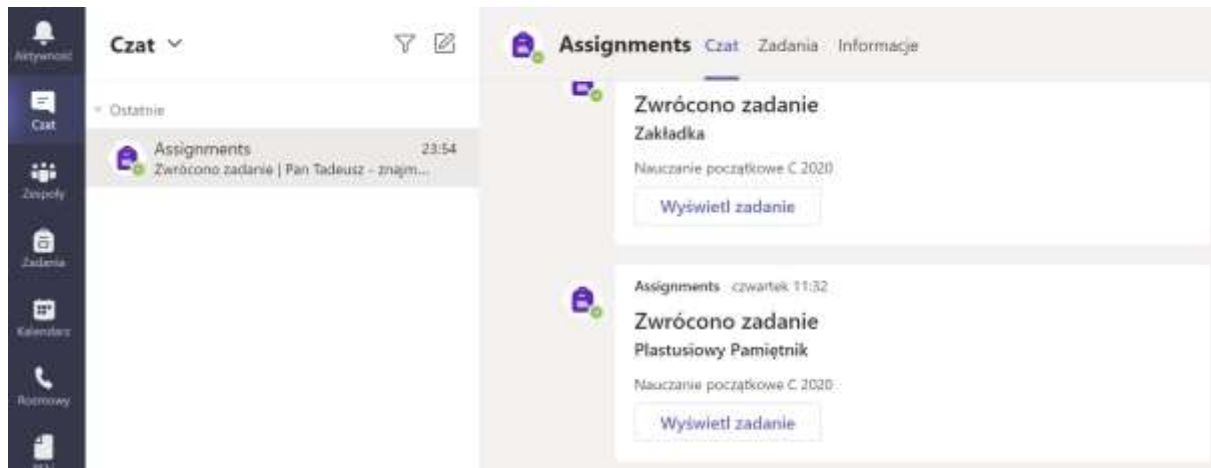 Aktywność
Czat
Zespoły
Zadania
Kalendarz
Rozmowy
Czat
Ostatnie
Assignments 23:54
Zwrócono zadanie | Pan Tadeusz - znajm...
Assignments Czat Zadania Informacje
Zwrócono zadanie
Zakładka
Nauczanie początkowe C 2020
Wyświetl zadanie
Assignments czwartek 11:32
Zwrócono zadanie
Plastusiowy Pamiętnik
Nauczanie początkowe C 2020
Wyświetl zadanie